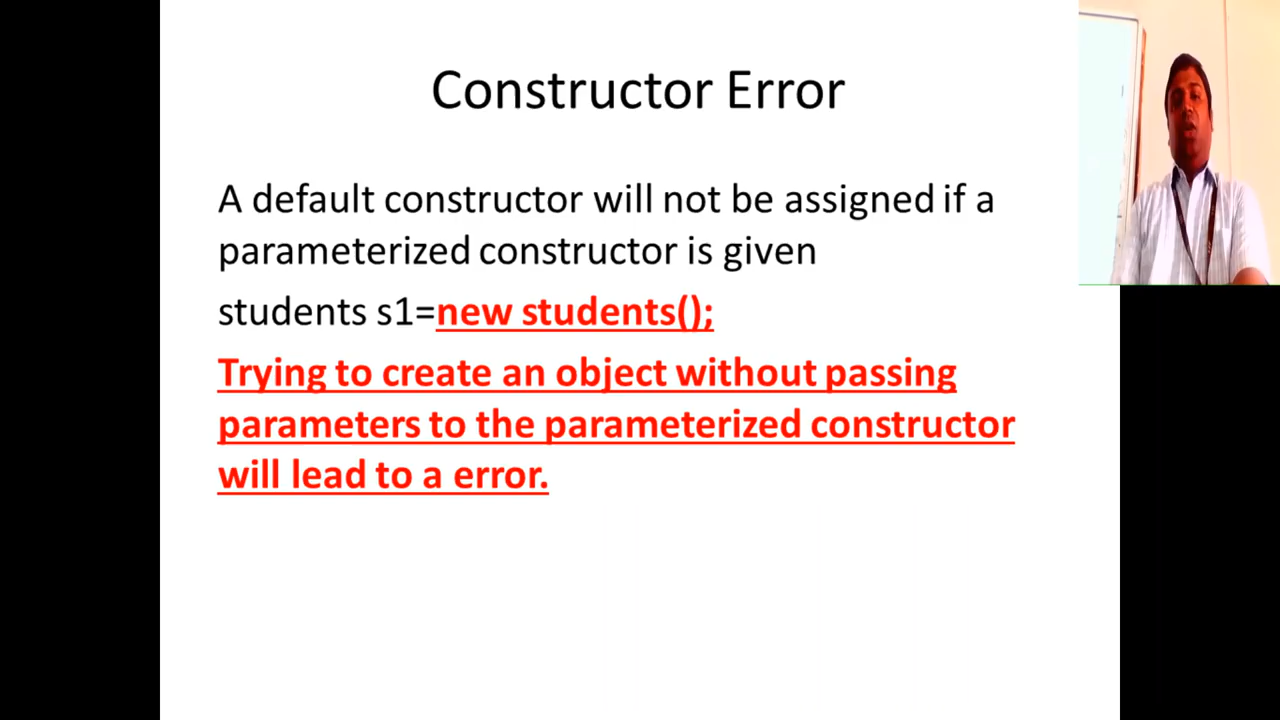 Constructor Error
A default constructor will not be assigned if a
parameterized constructor is given
students s1=new students();
Trying to create an object without passing
parameters to the parameterized constructor
will lead to a error.